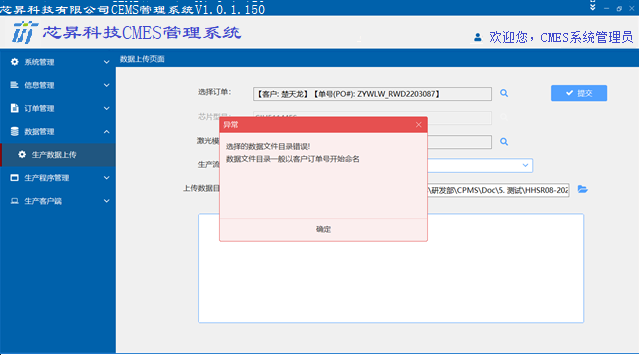 芯昇科技有限公司CEMS管理系统V1.0.1.150
芯昇科技CMES管理系统
欢迎您，CMES系统管理员
系统管理
信息管理
订单管理
数据管理
生产数据上传
生产程序管理
生产客户端
数据上传页面
选择订单:
【客户: 楚天龙】【单号(PO#): ZYWLW_RWD2203087】
提交
芯片型号:
激光模
生产流
上传数据目
\研发部\CPMS\Doc\5. 测试\HHSR08-202
异常
选择的数据文件目录错误!
数据文件目录一般以客户订单号开始命名
确定